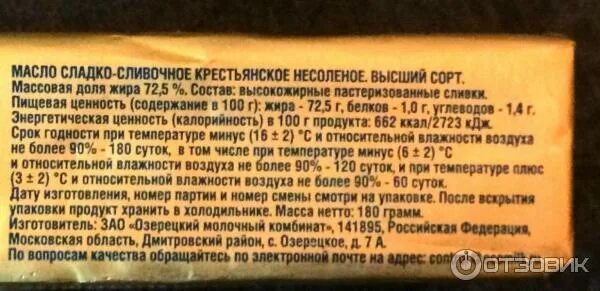 МАСЛО СЛАДКО-СЛИВОЧНОЕ КРЕСТЬЯНСКОЕ НЕСОЛЕНОЕ. ВЫСШИЙ СОРТ.
Массовая доля жира 72,5 %. Состав: высокожирные пастеризованные сливки.
Пищевая ценность (содержание в 100 г): жира - 72,5 г, белков - 1,0 г, углеводов - 1,4 г.
Энергетическая ценность (калорийность) в 100 г продукта: 662 ккал/2723 кДж.
Срок годности при температуре минус (16 ± 2) °С и относительной влажности воздуха
не более 90% - 180 суток, в том числе при температуре минус (6 ± 2) °С
и относительной влажности воздуха не более 90% - 120 суток и при температуре плюс
(3 ± 2) °С и относительной влажности воздуха не более 90% - 60 суток.
Дату изготовления, номер партии и номер смены смотри на упаковке. После вскрытия
упаковки продукт хранить в холодильнике. Масса нетто: 180 грамм.
Изготовитель: ЗАО «Озерецкий молочный комбинат», 141895, Российская Федерация,
Московская область, Дмитровский район, с. Озерецкое, д. 7 А.
По вопросам качества обращайтесь по электронной почте на адрес:
ОТЗОВИК